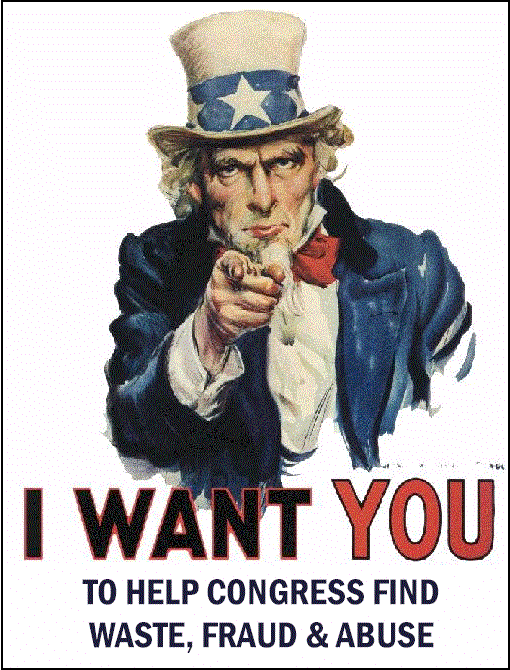 I WANT YOU
TO HELP CONGRESS FIND
WASTE, FRAUD & ABUSE